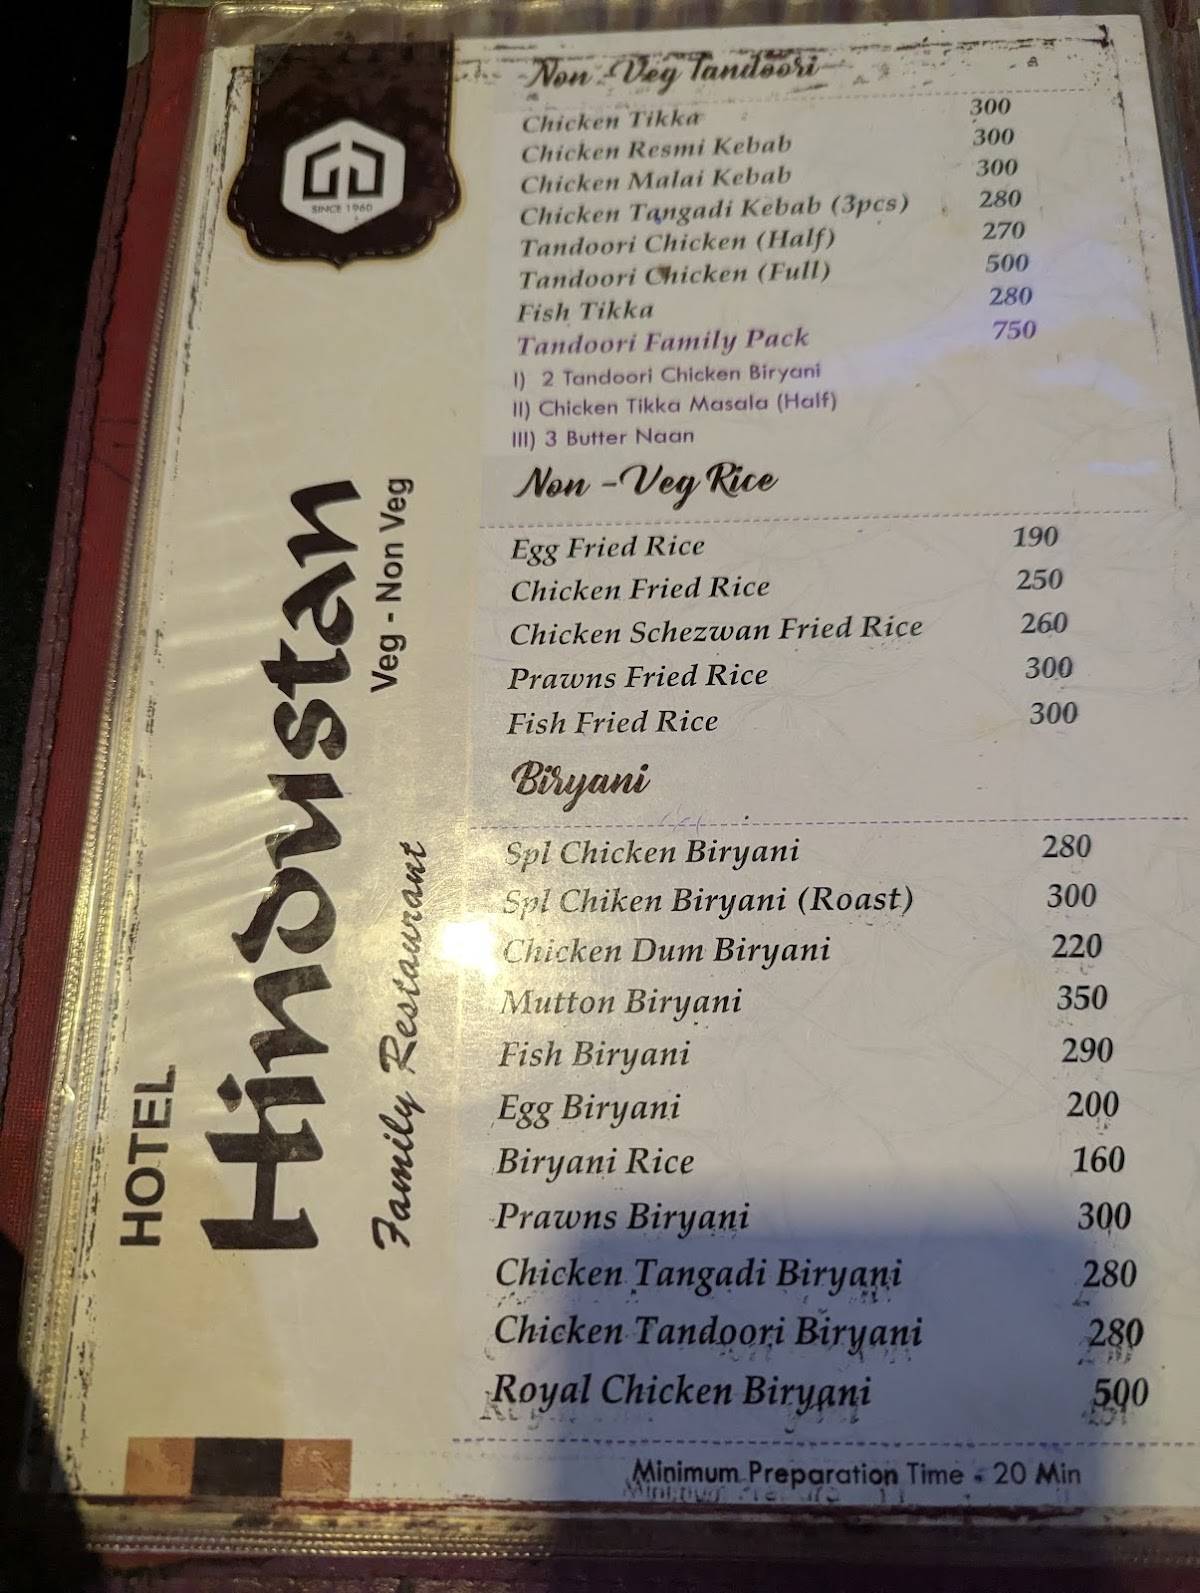 SINCE 1960
HOTEL
Hindustan
Veg - Non Veg
Family Restaurant
Non -Veg Tandoori
Chicken Tikka 300
Chicken Resmi Kebab 300
Chicken Malai Kebab 300
Chicken Tangadi Kebab (3pcs) 280
Tandoori Chicken (Half) 270
Tandoori Chicken (Full) 500
Fish Tikka 280
Tandoori Family Pack 750
I) 2 Tandoori Chicken Biryani
II) Chicken Tikka Masala (Half)
III) 3 Butter Naan
Non -Veg Rice
Egg Fried Rice 190
Chicken Fried Rice 250
Chicken Schezwan Fried Rice 260
Prawns Fried Rice 300
Fish Fried Rice 300
Biryani
Spl Chicken Biryani 280
Spl Chiken Biryani (Roast) 300
Chicken Dum Biryani 220
Mutton Biryani 350
Fish Biryani 290
Egg Biryani 200
Biryani Rice 160
Prawns Biryani 300
Chicken Tangadi Biryani 280
Chicken Tandoori Biryani 280
Royal Chicken Biryani 500
Minimum Preparation Time - 20 Min